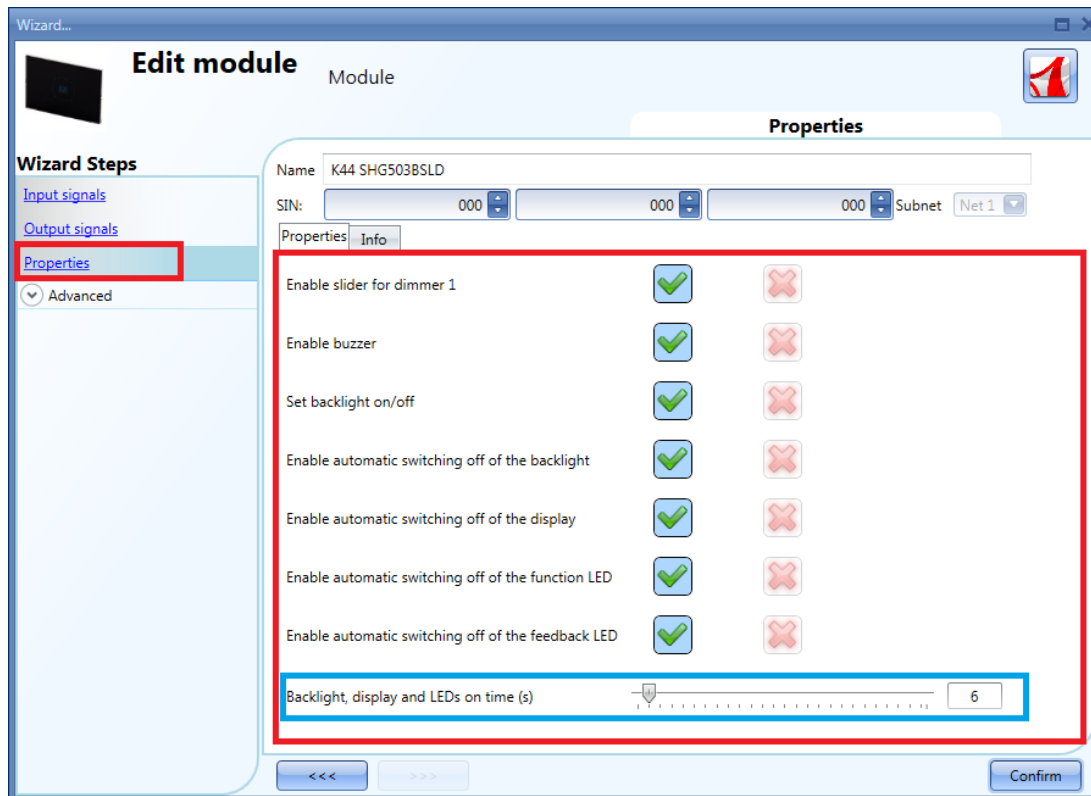 Wizard...
Edit module
Module
Properties
Wizard Steps
Input signals
Output signals
Properties
Advanced
Name K44 SHG503BSLD
SIN: 000 000 000 Subnet Net 1
Properties Info
Enable slider for dimmer 1
Enable buzzer
Set backlight on/off
Enable automatic switching off of the backlight
Enable automatic switching off of the display
Enable automatic switching off of the function LED
Enable automatic switching off of the feedback LED
Backlight, display and LEDs on time (s) 6
<<< >>> Confirm